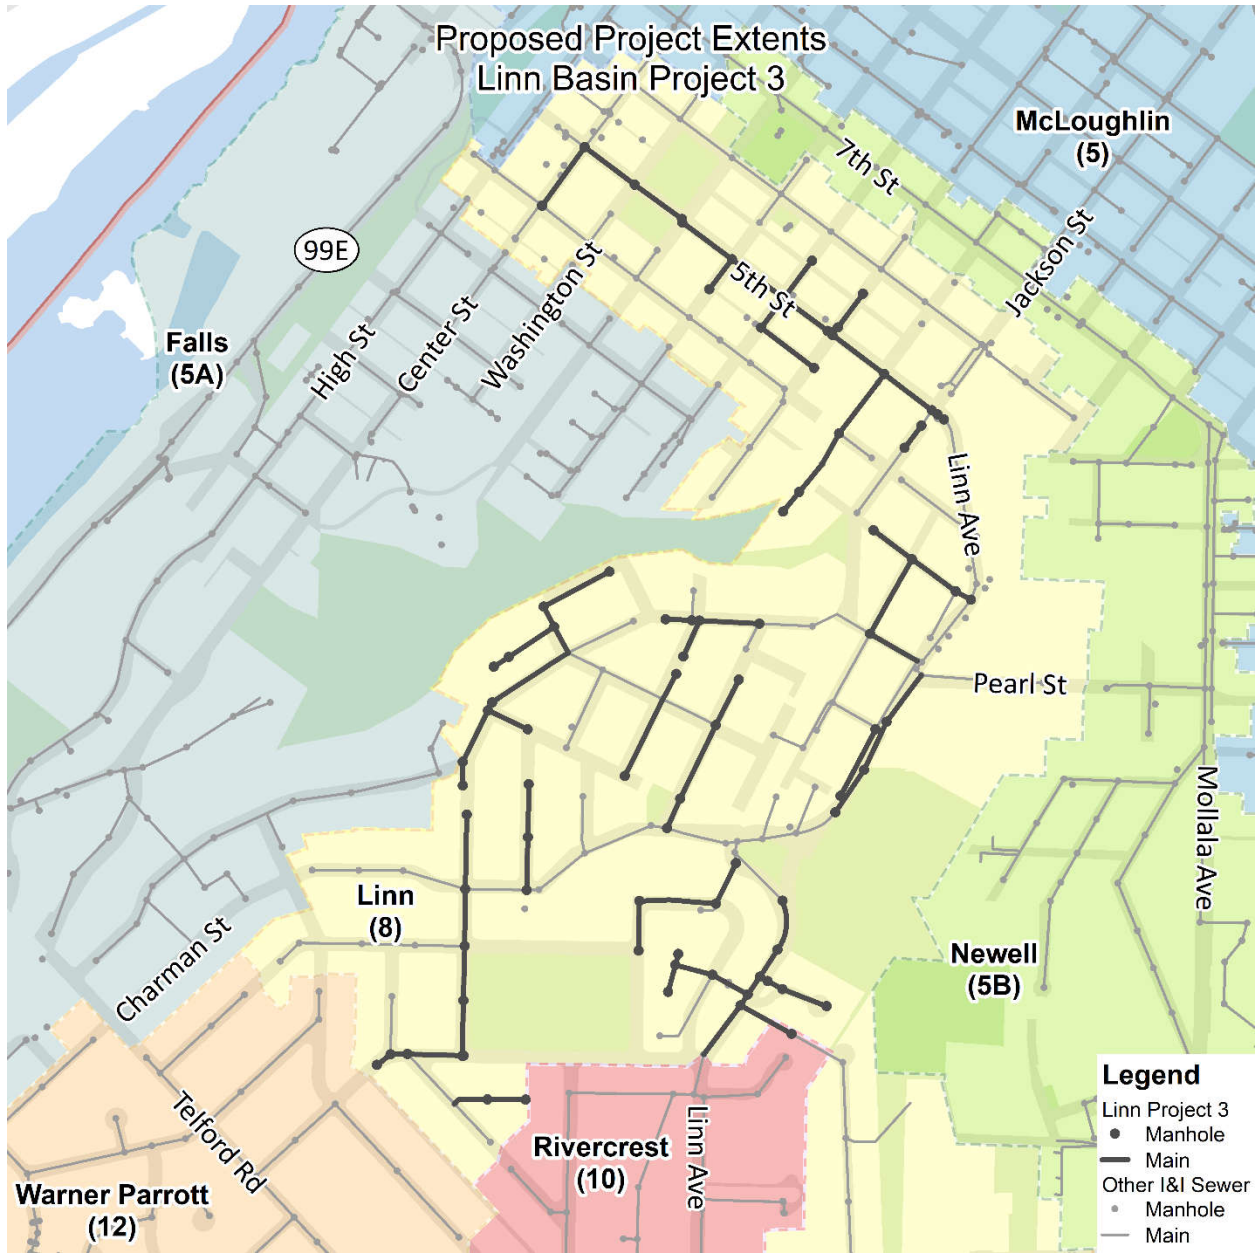 Proposed Project Extents
Linn Basin Project 3
McLoughlin
(5)
7th St
Jackson St
99E
5th St
Washington St
Center St
High St
Falls
(5A)
Linn Ave
Pearl St
Mollala Ave
Linn
(8)
Charman St
Newell
(5B)
Telford Rd
Linn Ave
Rivercrest
(10)
Warner Parrott
(12)
Legend
Linn Project 3
Manhole
Main
Other I&I Sewer
Manhole
Main